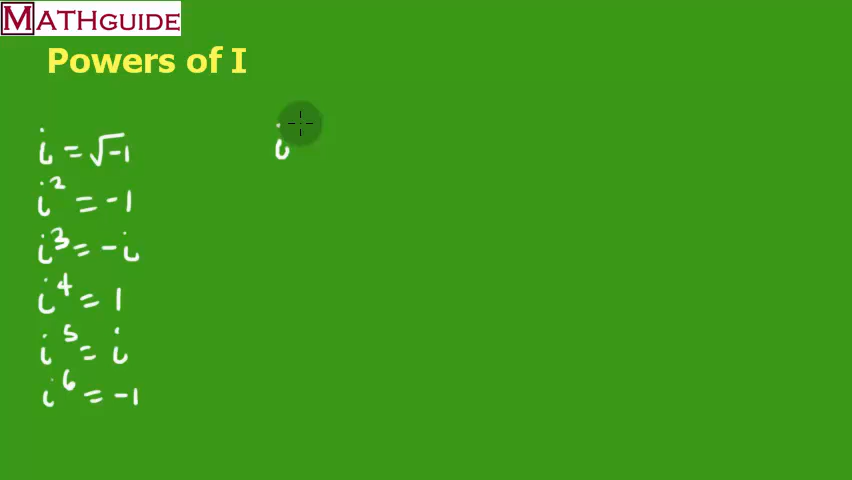 MATHGUIDE
Powers of I
i = √-1
i
i² = -1
i³ = -i
i⁴ = 1
i⁵ = i
i⁶ = -1